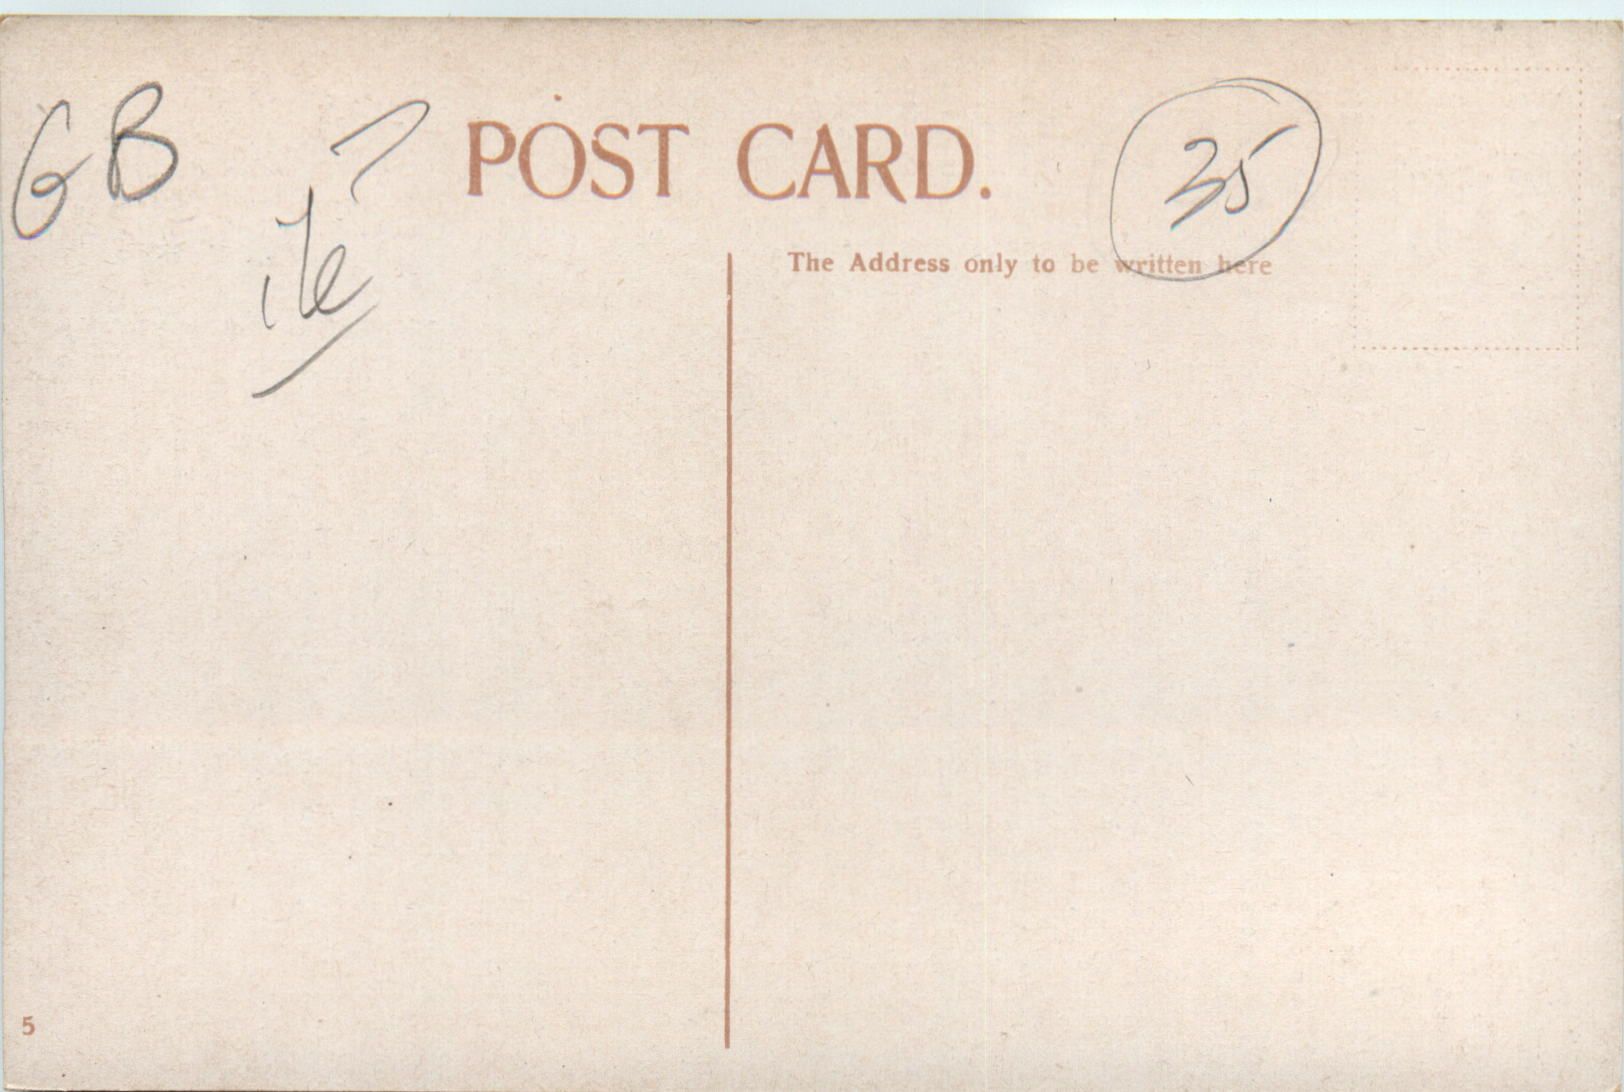 GB
POST CARD.
35
The Address only to be written here
5